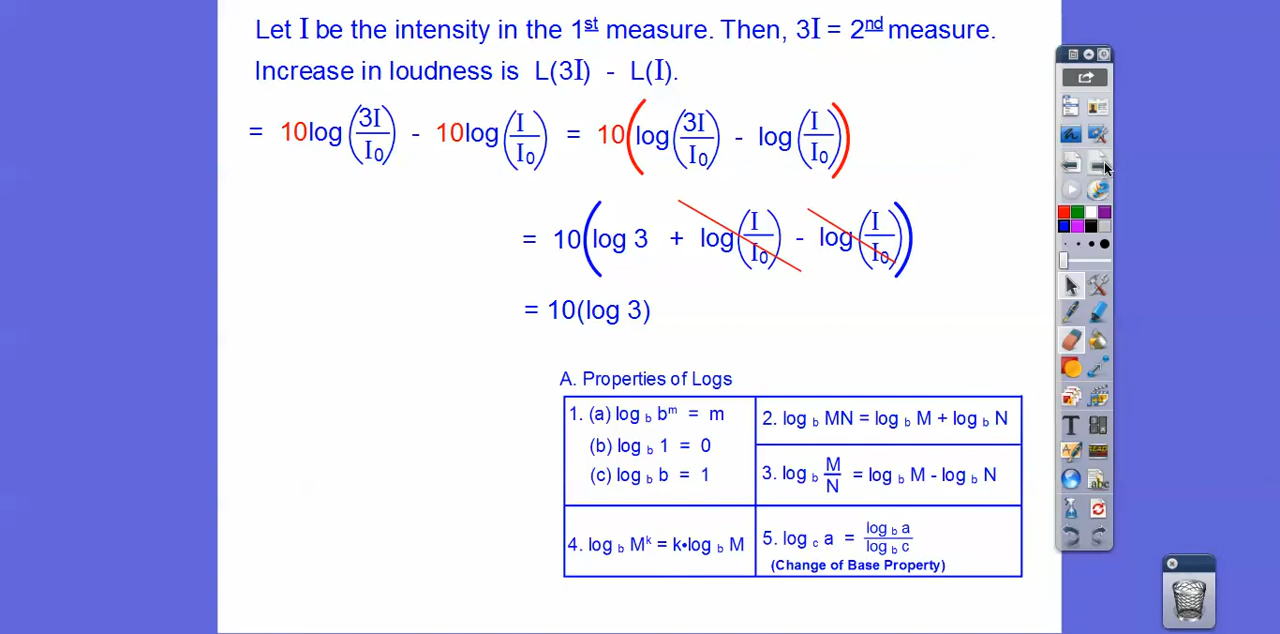 Let I be the intensity in the 1st measure. Then, 3I = 2nd measure.
Increase in loudness is L(3I) - L(I).
= 10log(3I/I₀) - 10log(I/I₀) = 10(log(3I/I₀) - log(I/I₀))
= 10(log 3 + log(I/I₀) - log(I/I₀))
= 10(log 3)
A. Properties of Logs
1. (a) log b bᵐ = m
(b) log b 1 = 0
(c) log b b = 1
2. log b MN = log b M + log b N
3. log b M/N = log b M - log b N
4. log b Mᵏ = k•log b M
5. log c a = log b a / log b c
(Change of Base Property)
T
abc